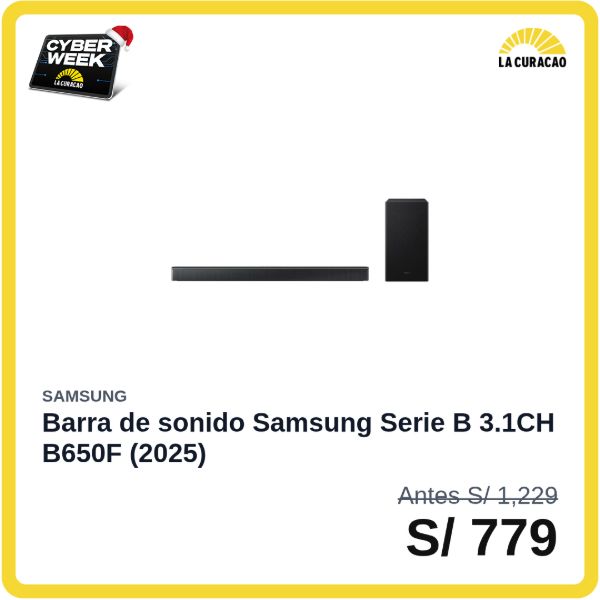 CYBER
WEEK
LA CURACAO
LA CURACAO
SAMSUNG
Barra de sonido Samsung Serie B 3.1CH
B650F (2025)
Antes S/ 1,229
S/ 779